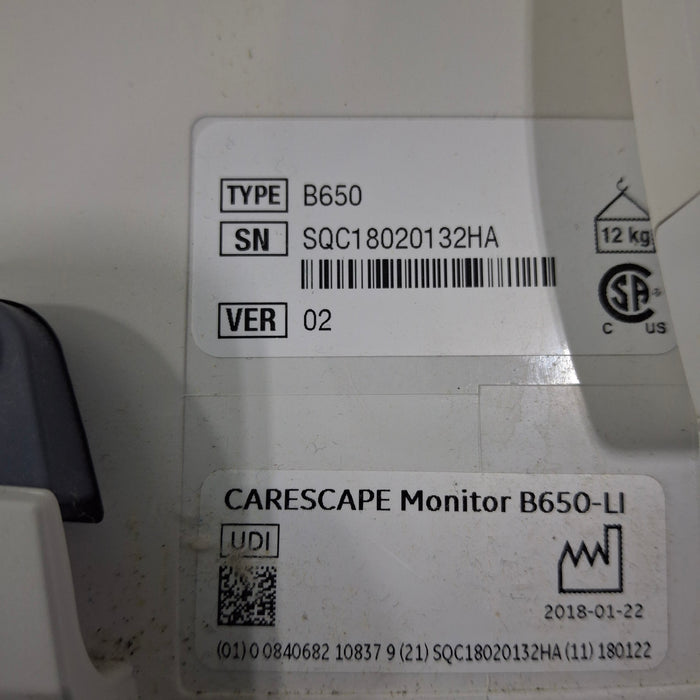 TYPE B650
SN SQC18020132HA
12 kg
VER 02
SA
C US
CARESCAPE Monitor B650-LI
UDI
2018-01-22
(01) 0 0840682 10837 9 (21) SQC18020132HA (11) 180122